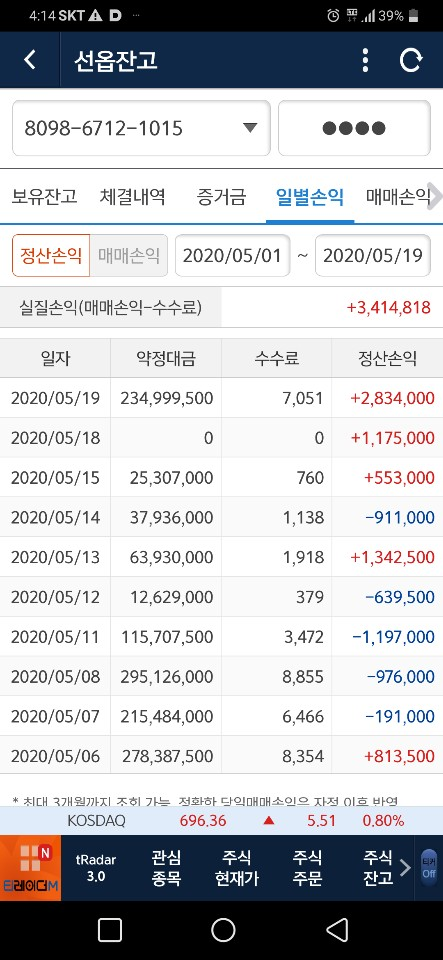 4:14 SKT D ···
LTE 39%
선옵잔고
8098-6712-1015 ●●●●
보유잔고 체결내역 증거금 일별손익 매매손익
정산손익 매매손익 2020/05/01 ~ 2020/05/19
실질손익(매매손익-수수료) +3,414,818
일자 약정대금 수수료 정산손익
2020/05/19 234,999,500 7,051 +2,834,000
2020/05/18 0 0 +1,175,000
2020/05/15 25,307,000 760 +553,000
2020/05/14 37,936,000 1,138 -911,000
2020/05/13 63,930,000 1,918 +1,342,500
2020/05/12 12,629,000 379 -639,500
2020/05/11 115,707,500 3,472 -1,197,000
2020/05/08 295,126,000 8,855 -976,000
2020/05/07 215,484,000 6,466 -191,000
2020/05/06 278,387,500 8,354 +813,500
* 최대 3개월까지 조회 가능, 정확한 당일매매손익은 자정 이후 반영
KOSDAQ 696.36 ▲ 5.51 0.80%
N
티레이더M
tRadar
3.0
관심
종목
주식
현재가
주식
주문
주식
잔고
티커
Off